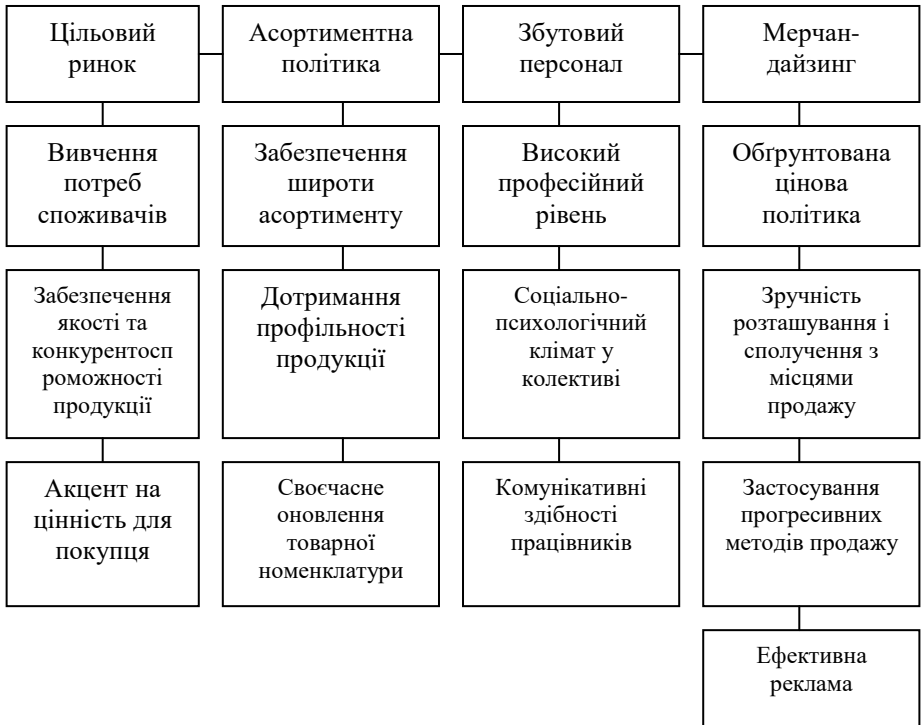 Цільовий
ринок
Асортиментна
політика
Збутовий
персонал
Мерчан-
дайзинг
Вивчення
потреб
споживачів
Забезпечення
широти
асортименту
Високий
професійний
рівень
Обґрунтована
цінова
політика
Забезпечення
якості та
конкурентосп
роможності
продукції
Дотримання
профільності
продукції
Соціально-
психологічний
клімат у
колективі
Зручність
розташування і
сполучення з
місцями
продажу
Акцент на
цінність для
покупця
Своєчасне
оновлення
товарної
номенклатури
Комунікативні
здібності
працівників
Застосування
прогресивних
методів продажу
Ефективна
реклама